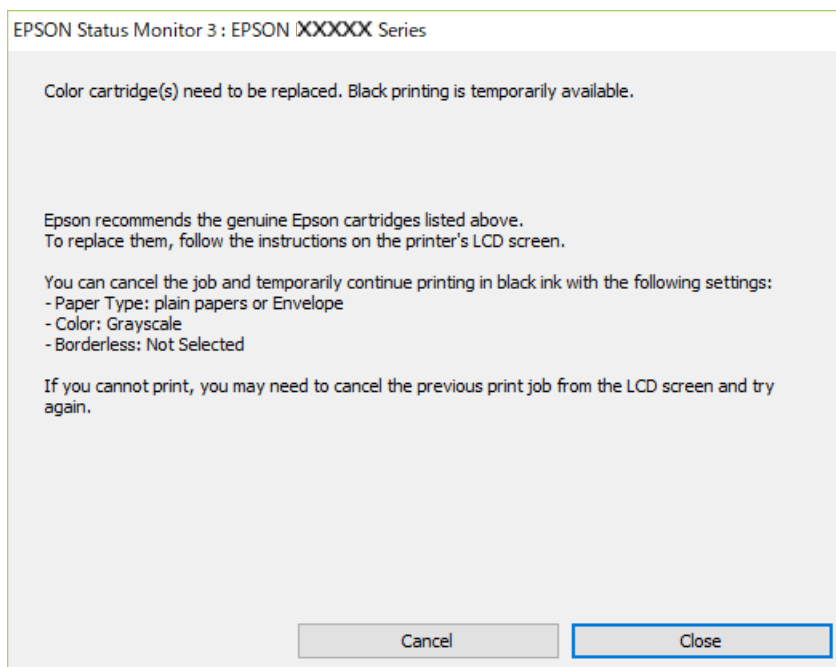 EPSON Status Monitor 3 : EPSON XXXXX Series
Color cartridge(s) need to be replaced. Black printing is temporarily available.
Epson recommends the genuine Epson cartridges listed above.
To replace them, follow the instructions on the printer's LCD screen.
You can cancel the job and temporarily continue printing in black ink with the following settings:
- Paper Type: plain papers or Envelope
- Color: Grayscale
- Borderless: Not Selected
If you cannot print, you may need to cancel the previous print job from the LCD screen and try
again.
Cancel
Close